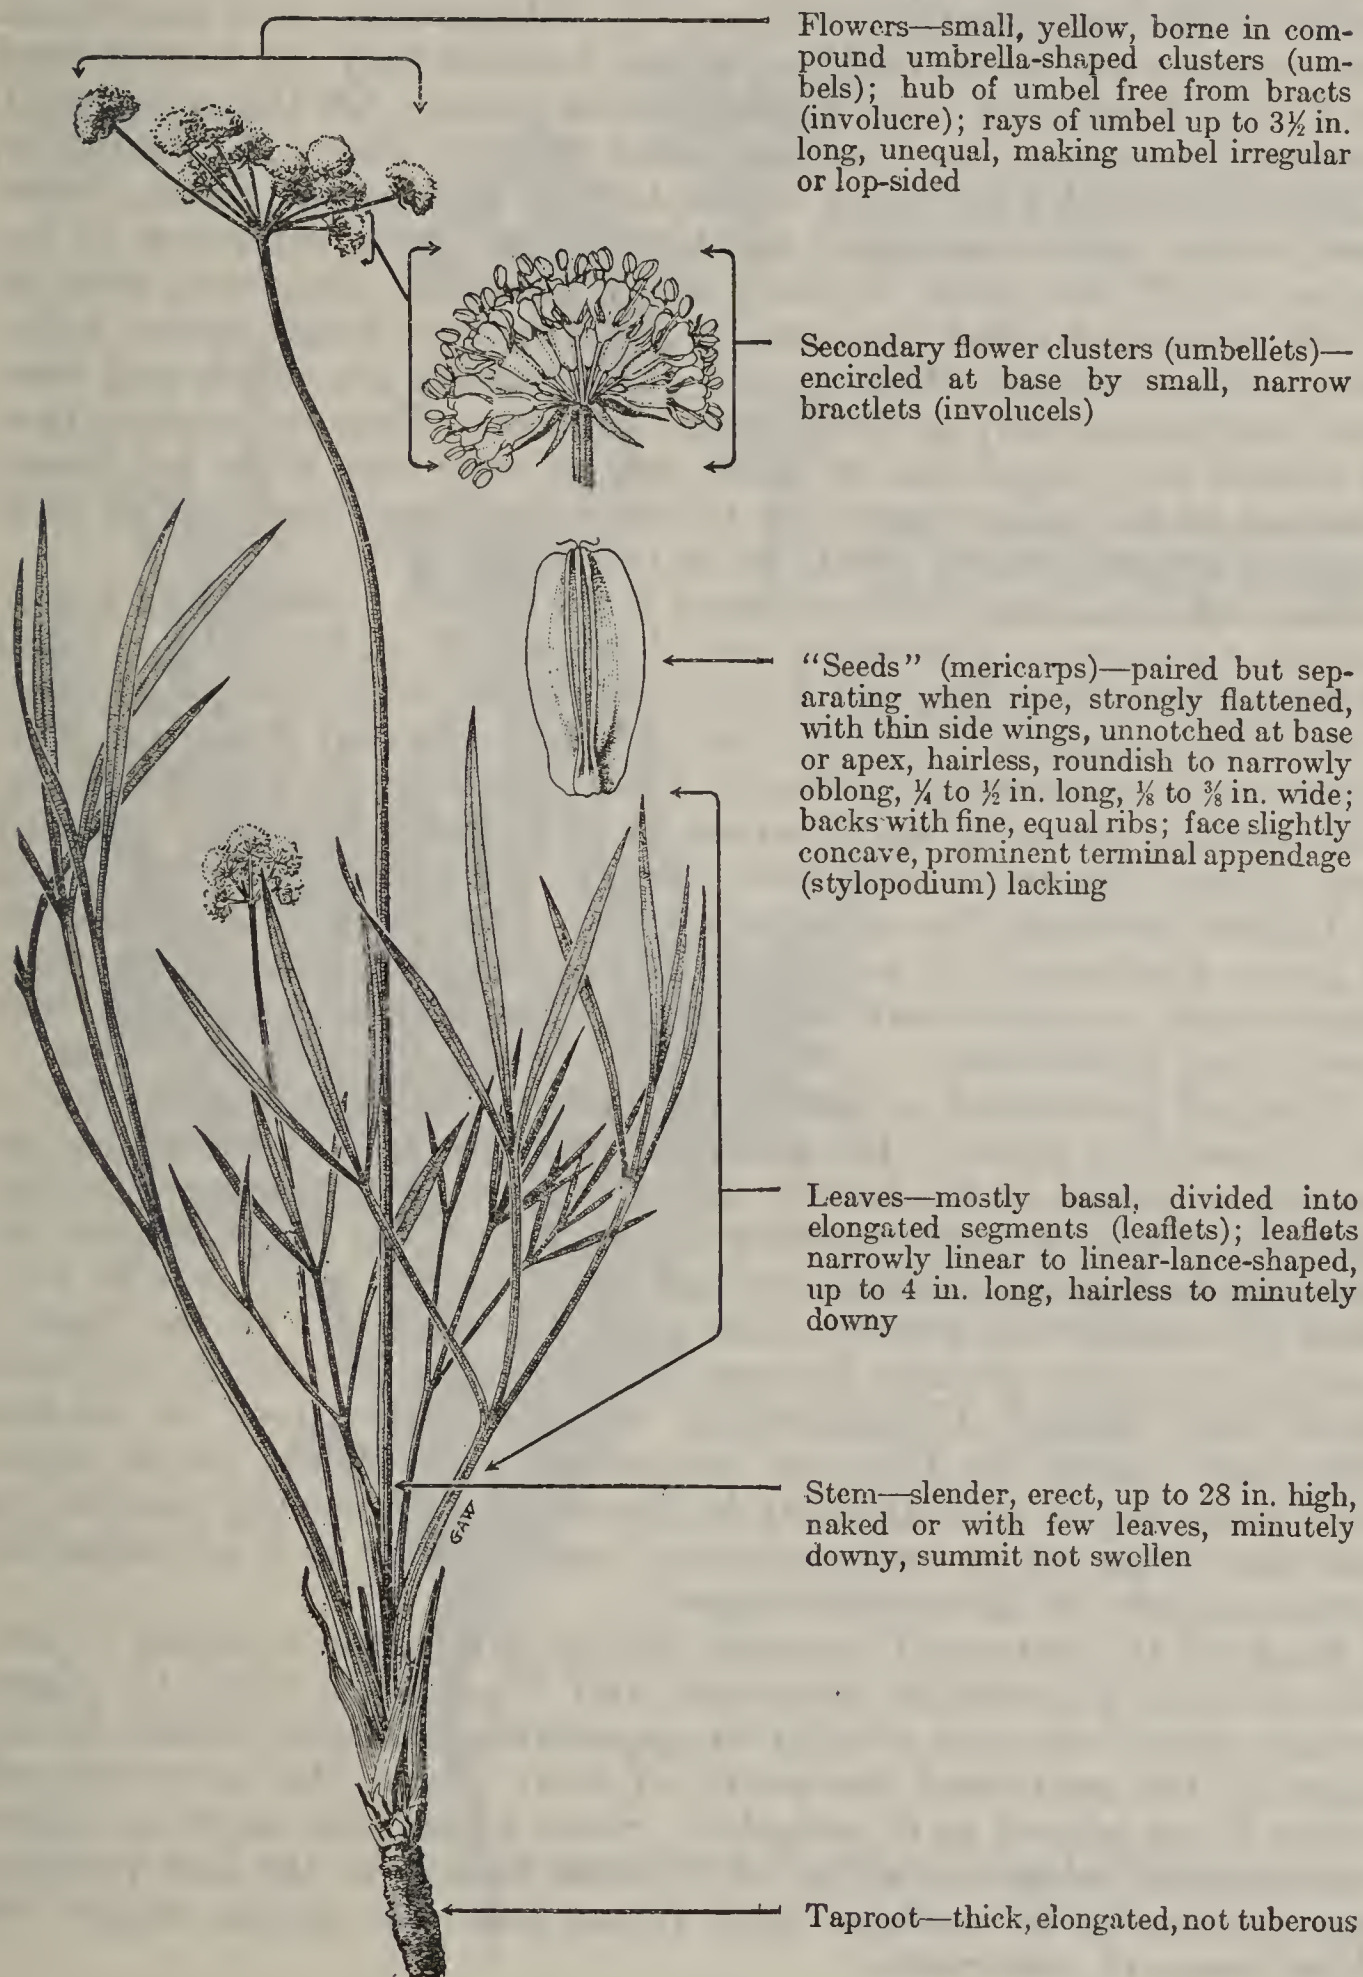 Flowers—small, yellow, borne in com-
pound umbrella-shaped clusters (um-
bels); hub of umbel free from bracts
(involucre); rays of umbel up to 3½ in.
long, unequal, making umbel irregular
or lop-sided
Secondary flower clusters (umbellets)—
encircled at base by small, narrow
bractlets (involucels)
“Seeds” (mericarps)—paired but sep-
arating when ripe, strongly flattened,
with thin side wings, unnotched at base
or apex, hairless, roundish to narrowly
oblong, ¼ to ½ in. long, ⅛ to ⅜ in. wide;
backs with fine, equal ribs; face slightly
concave, prominent terminal appendage
(stylopodium) lacking
Leaves—mostly basal, divided into
elongated segments (leaflets); leaflets
narrowly linear to linear-lance-shaped,
up to 4 in. long, hairless to minutely
downy
Stem—slender, erect, up to 28 in. high,
naked or with few leaves, minutely
downy, summit not swollen
GAW
Taproot—thick, elongated, not tuberous